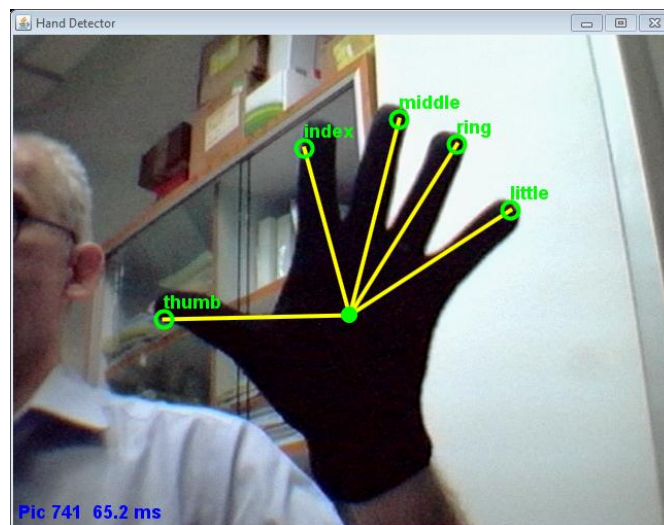 Hand Detector
middle
index
ring
little
thumb
Pic 741 65.2 ms